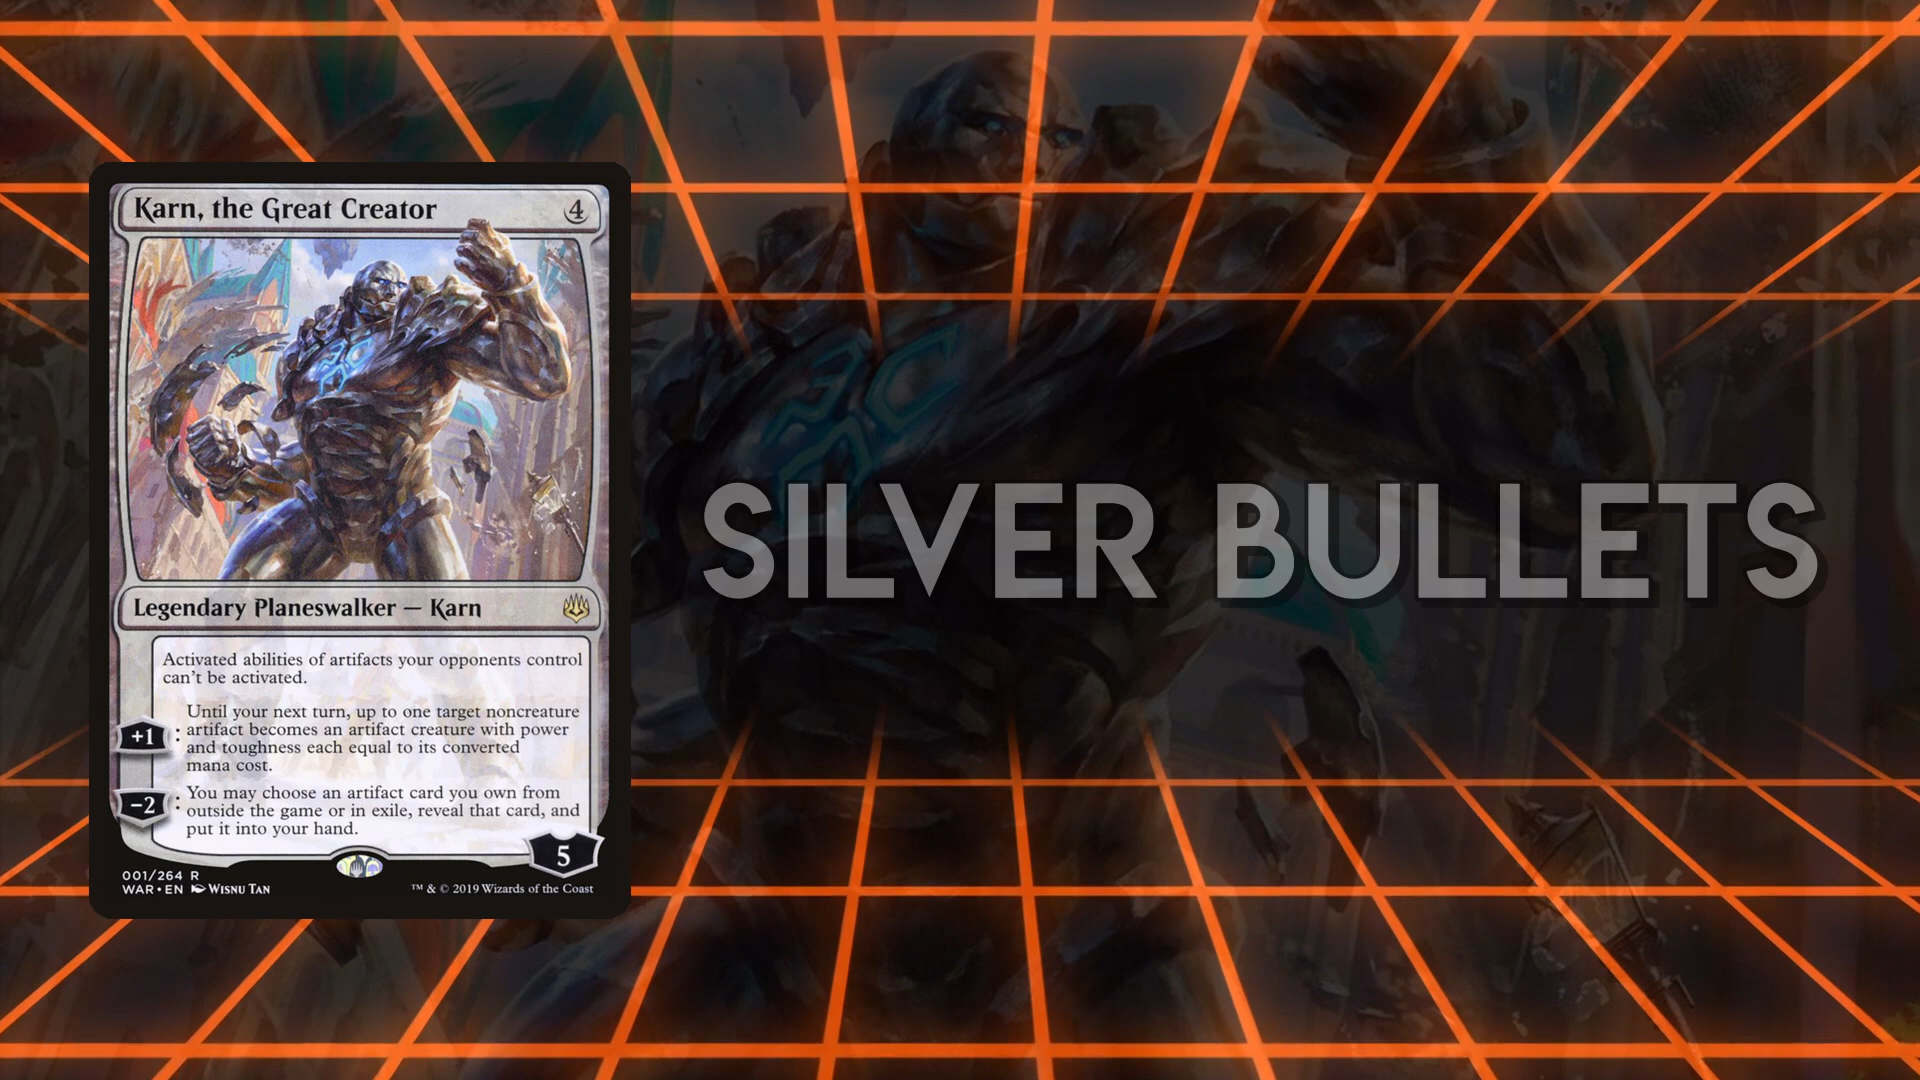 Karn, the Great Creator 4
SILVER BULLETS
Legendary Planeswalker — Karn
Activated abilities of artifacts your opponents control
can't be activated.
+1 : Until your next turn, up to one target noncreature
artifact becomes an artifact creature with power
and toughness each equal to its converted
mana cost.
−2 : You may choose an artifact card you own from
outside the game or in exile, reveal that card, and
put it into your hand.
5
001/264 R
WAR • EN Wisnu Tan
™ & © 2019 Wizards of the Coast